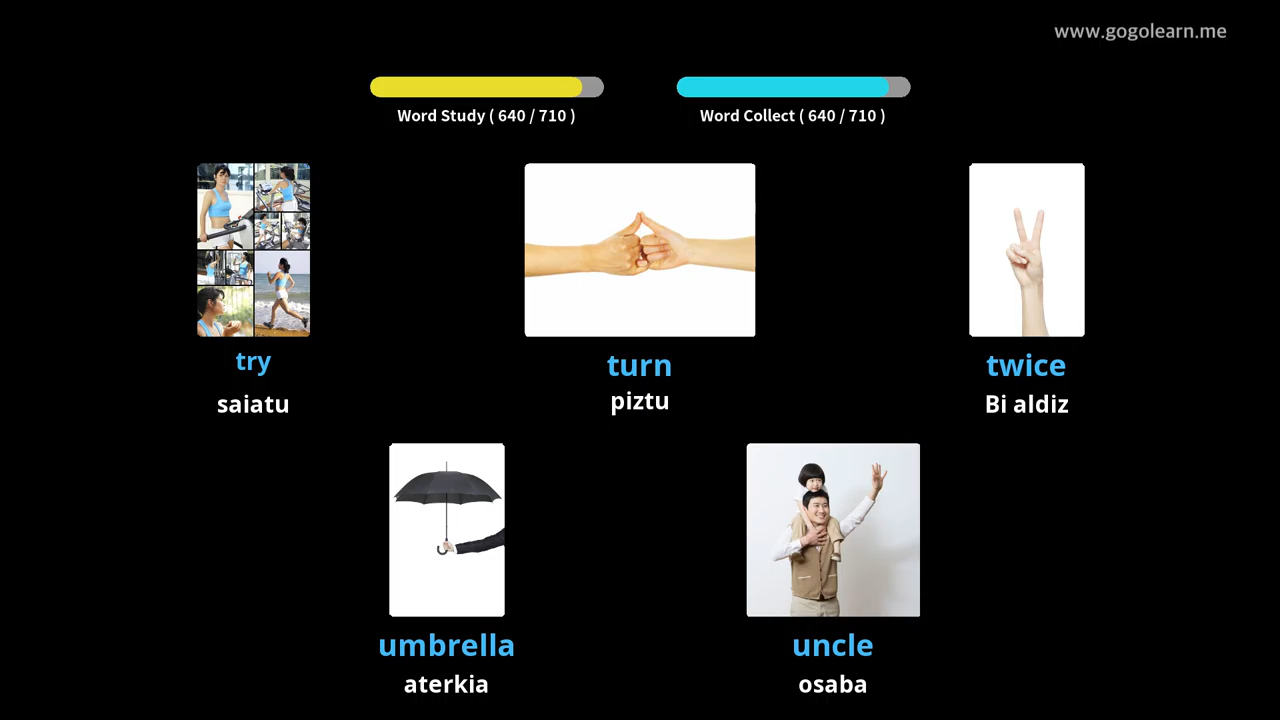 www.gogolearn.me
Word Study ( 640 / 710 )
Word Collect ( 640 / 710 )
try
saiatu
turn
piztu
twice
Bi aldiz
umbrella
aterkia
uncle
osaba